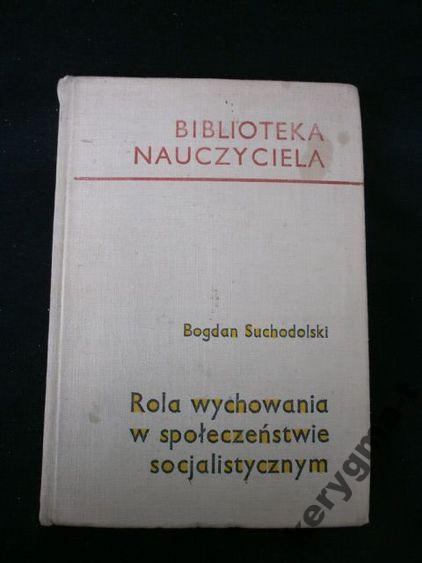 BIBLIOTEKA
NAUCZYCIELA
Bogdan Suchodolski
Rola wychowania
w społeczeństwie
socjalistycznym